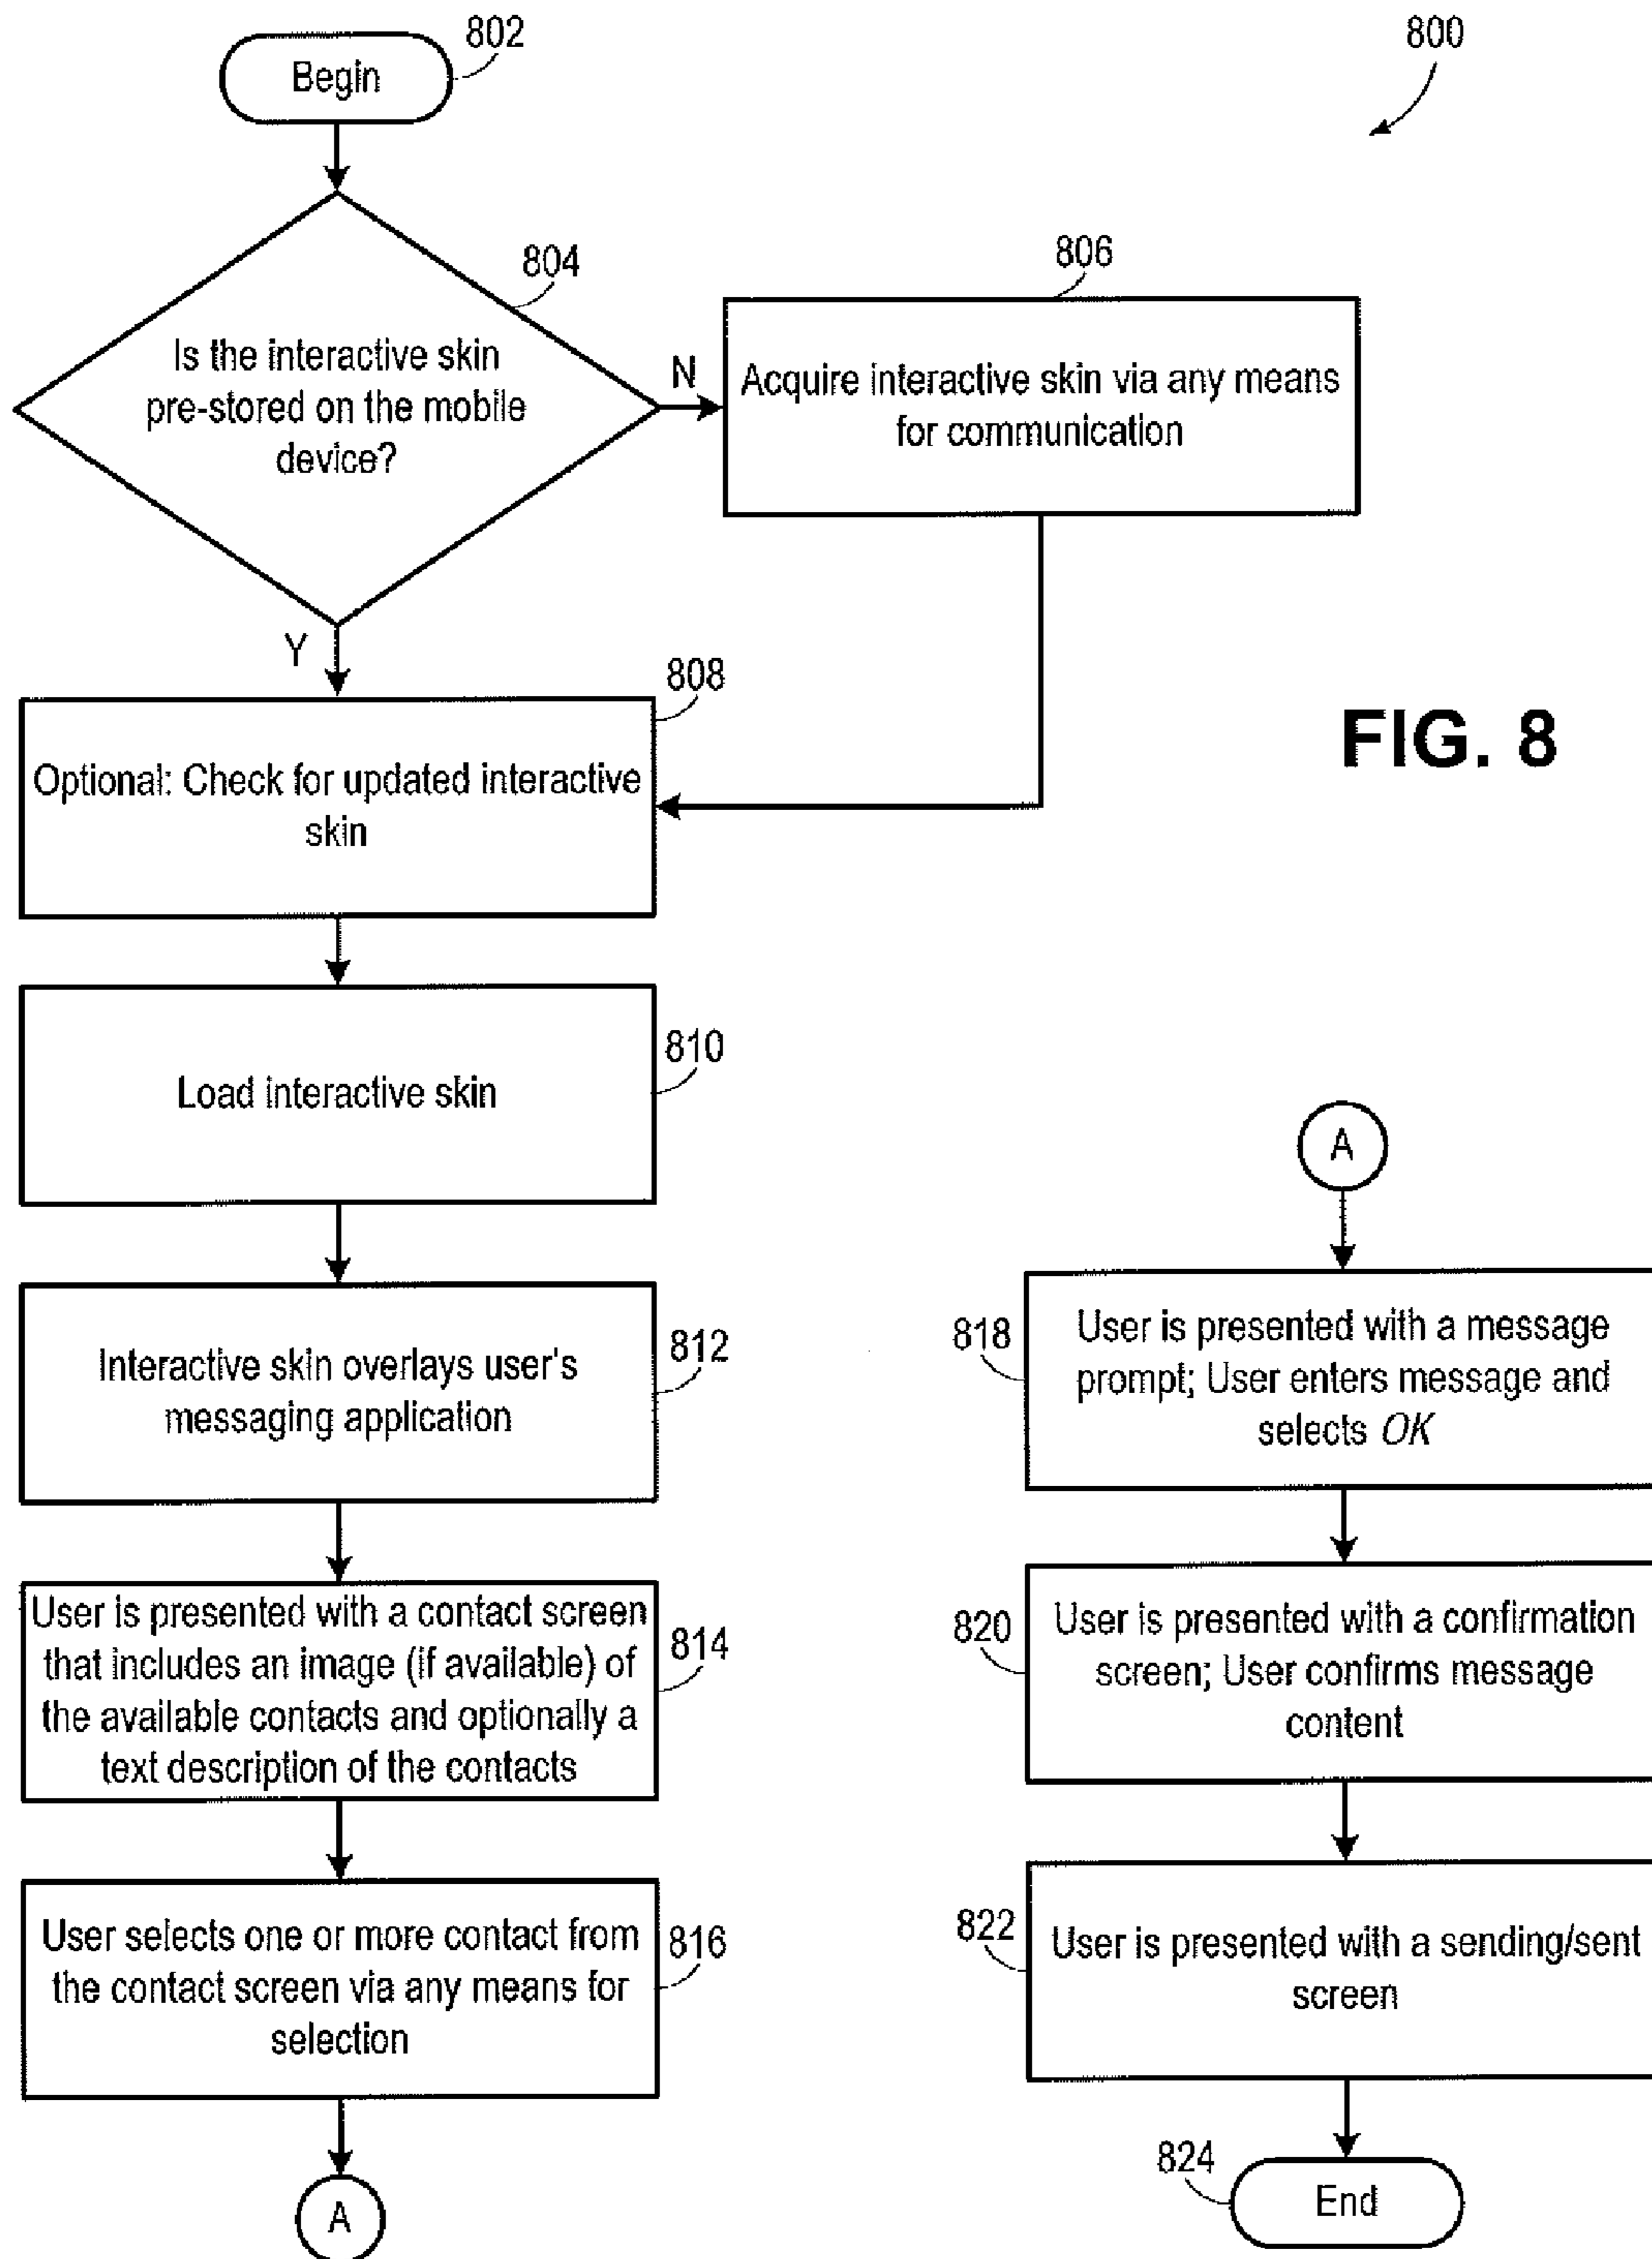 802
800
Begin
804
Is the interactive skin
pre-stored on the mobile
device?
N
806
Acquire interactive skin via any means
for communication
Y
808
Optional: Check for updated interactive
skin
FIG. 8
810
Load interactive skin
812
Interactive skin overlays user's
messaging application
814
User is presented with a contact screen
that includes an image (if available) of
the available contacts and optionally a
text description of the contacts
816
User selects one or more contact from
the contact screen via any means for
selection
A
A
818
User is presented with a message
prompt; User enters message and
selects OK
820
User is presented with a confirmation
screen; User confirms message
content
822
User is presented with a sending/sent
screen
824
End